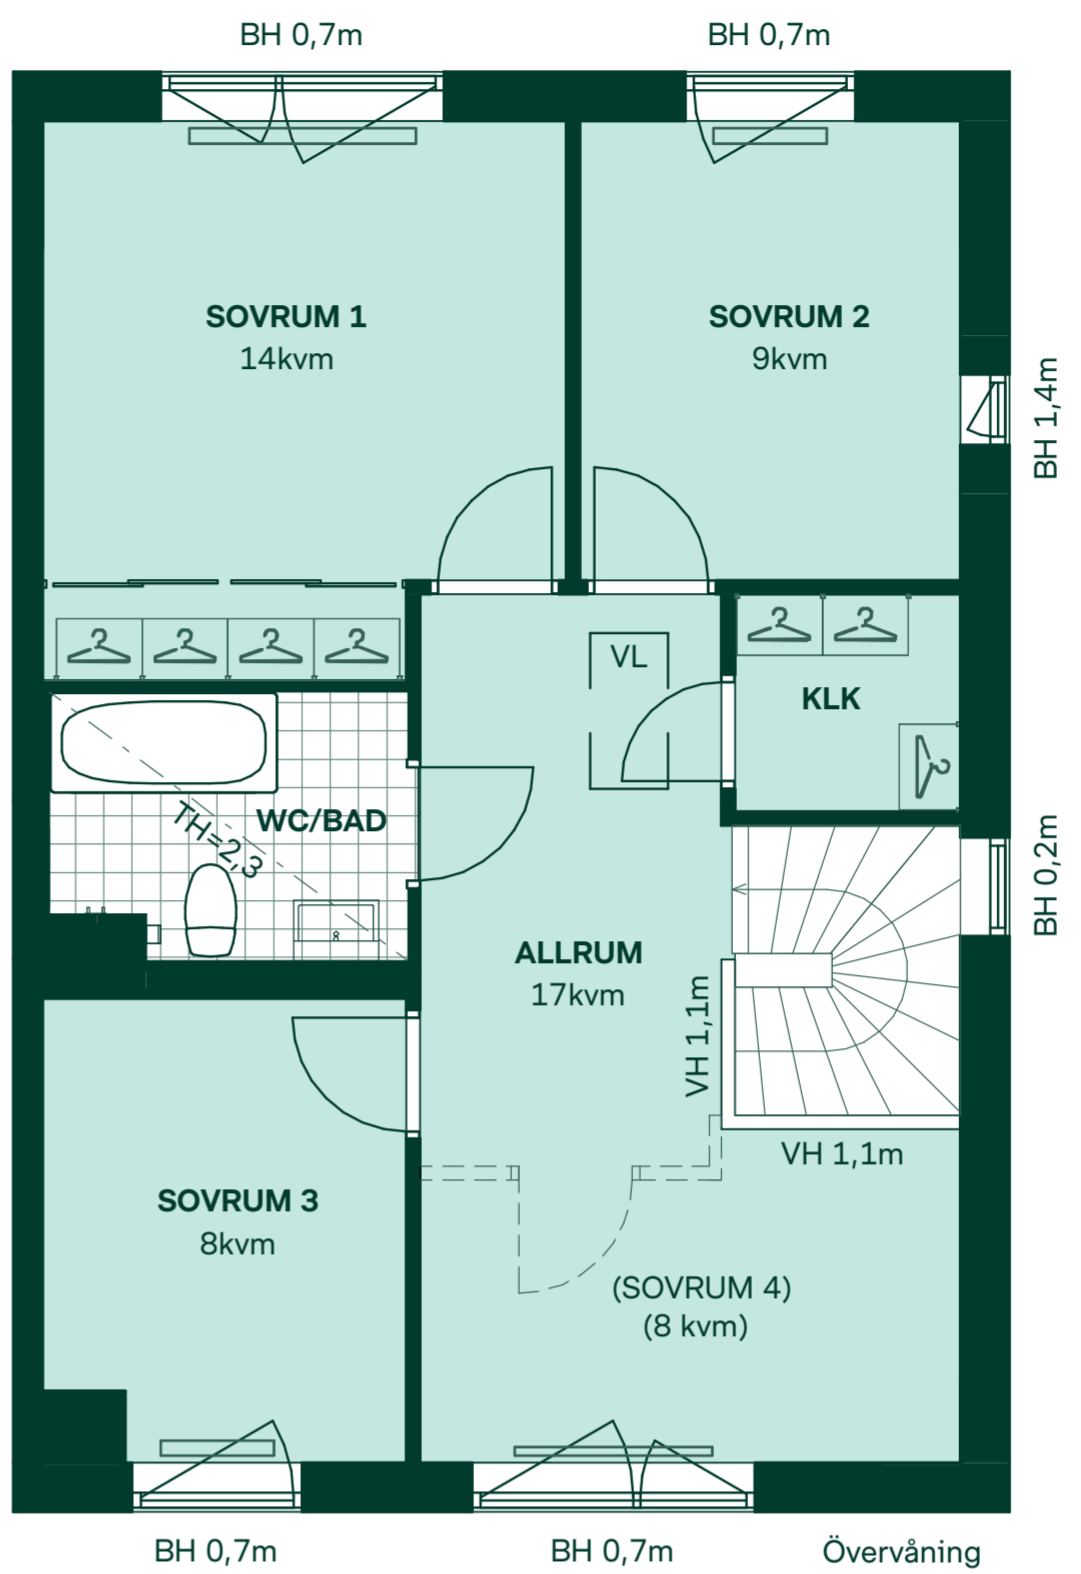 BH 0,7m
BH 0,7m
SOVRUM 1
14kvm
SOVRUM 2
9kvm
BH 1,4m
VL
KLK
TH=2,3
WC/BAD
BH 0,2m
ALLRUM
17kvm
VH 1,1m
VH 1,1m
SOVRUM 3
8kvm
(SOVRUM 4)
(8 kvm)
BH 0,7m
BH 0,7m
Övervåning